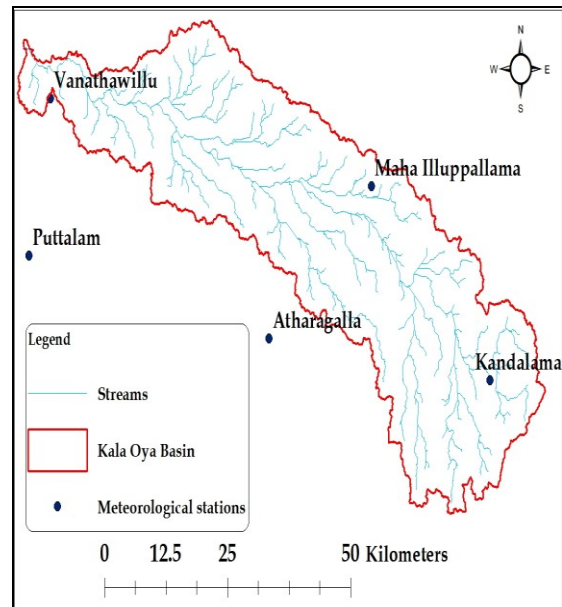 N
W E
S
Vanathawillu
Maha Illuppallama
Puttalam
Atharagalla
Kandalama
Legend
Streams
Kala Oya Basin
Meteorological stations
0 12.5 25 50 Kilometers